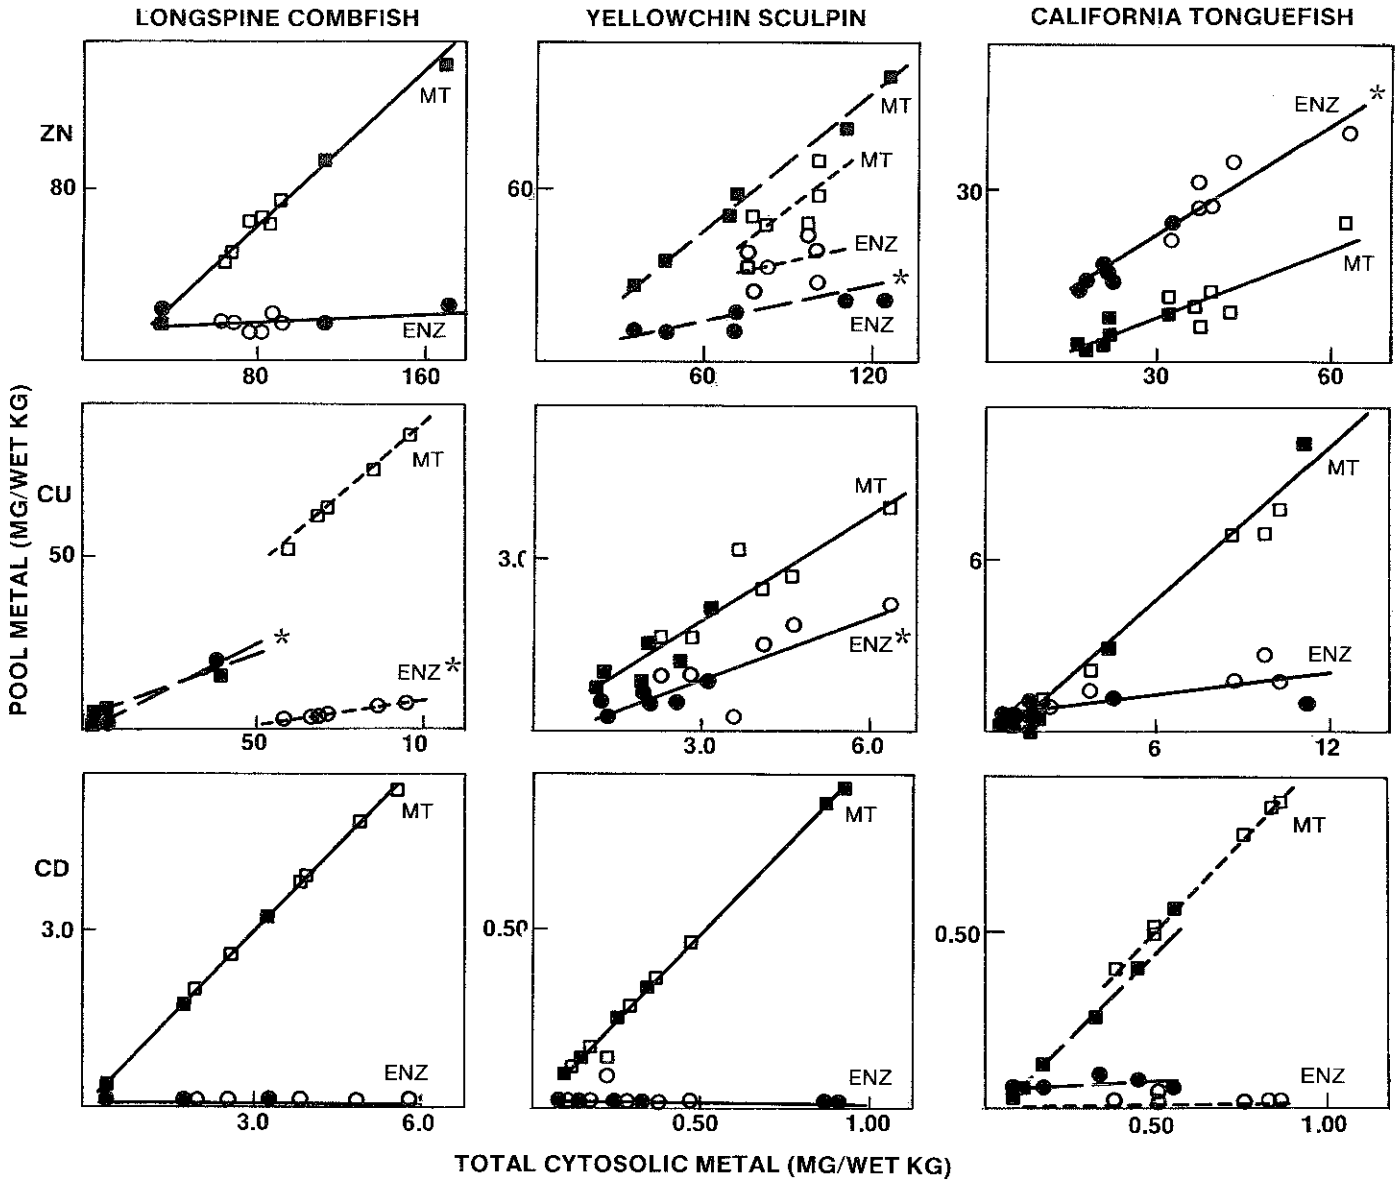 LONGSPINE COMBFISH YELLOWCHIN SCULPIN CALIFORNIA TONGUEFISH
POOL METAL (MG/WET KG)
ZN
80
MT
ENZ
80 160
60
MT
MT
ENZ
*
ENZ
60 120
30
ENZ *
MT
30 60
CU
50
MT
*
ENZ *
50 10
3.0
MT
ENZ *
3.0 6.0
6
MT
ENZ
6 12
CD
3.0
MT
ENZ
3.0 6.0
0.50
MT
ENZ
0.50 1.00
0.50
MT
ENZ
0.50 1.00
TOTAL CYTOSOLIC METAL (MG/WET KG)